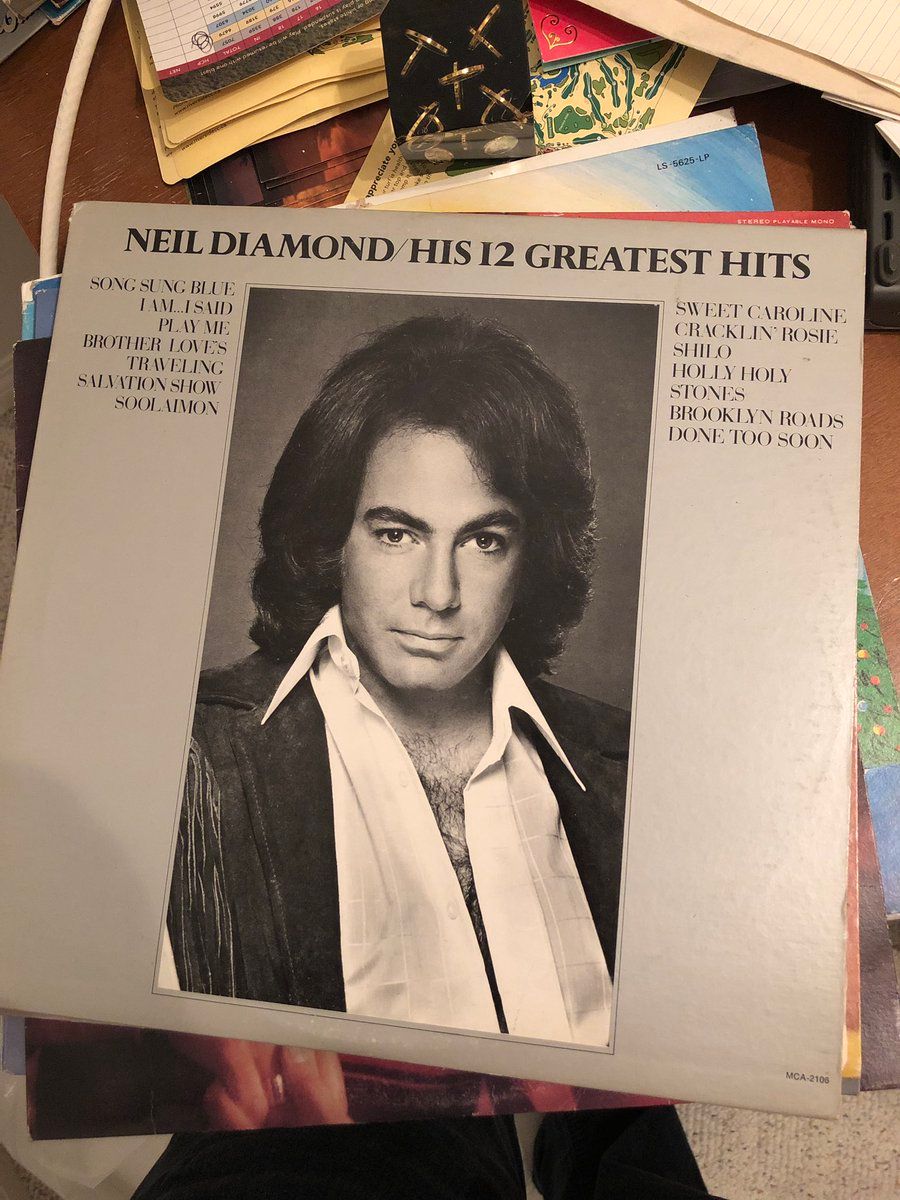 LS-5625-LP
STEREO PLAYABLE MONO
NEIL DIAMOND/HIS 12 GREATEST HITS
SONG SUNG BLUE
I AM...I SAID
PLAY ME
BROTHER LOVE'S
TRAVELING
SALVATION SHOW
SOOLAIMON
SWEET CAROLINE
CRACKLIN' ROSIE
SHILO
HOLLY HOLY
STONES
BROOKLYN ROADS
DONE TOO SOON
MCA-2106